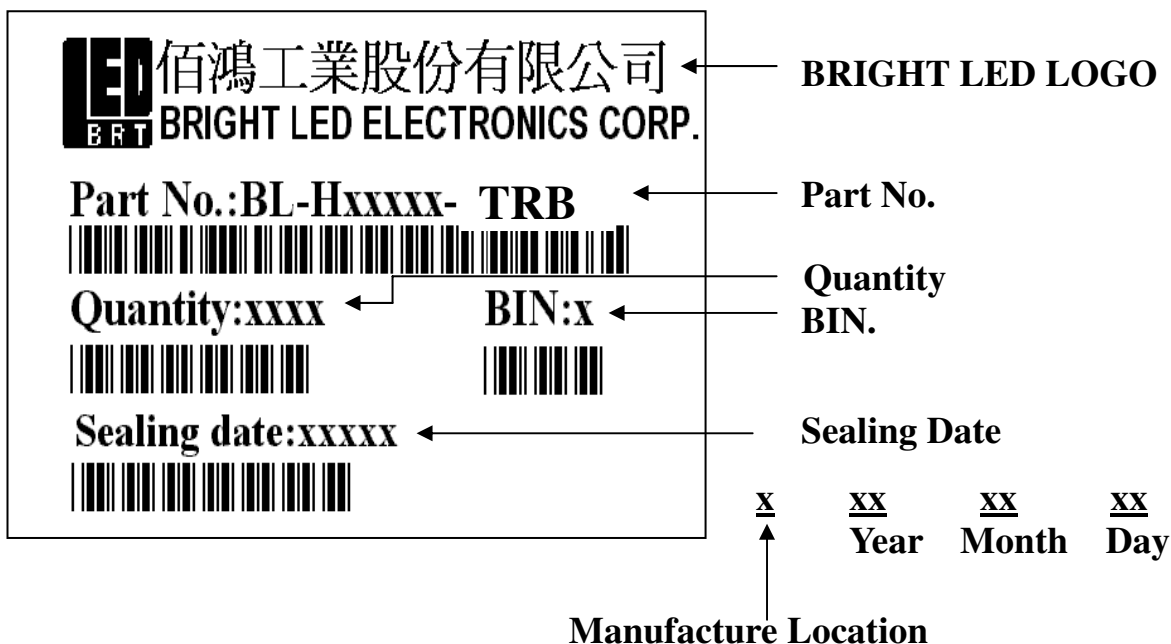 LED 佰鴻工業股份有限公司
BRT BRIGHT LED ELECTRONICS CORP.
BRIGHT LED LOGO
Part No.:BL-Hxxxxx- TRB
Part No.
Quantity:xxxx
BIN:x
Quantity
BIN.
Sealing date:xxxxx
Sealing Date
x xx xx xx
Year Month Day
Manufacture Location